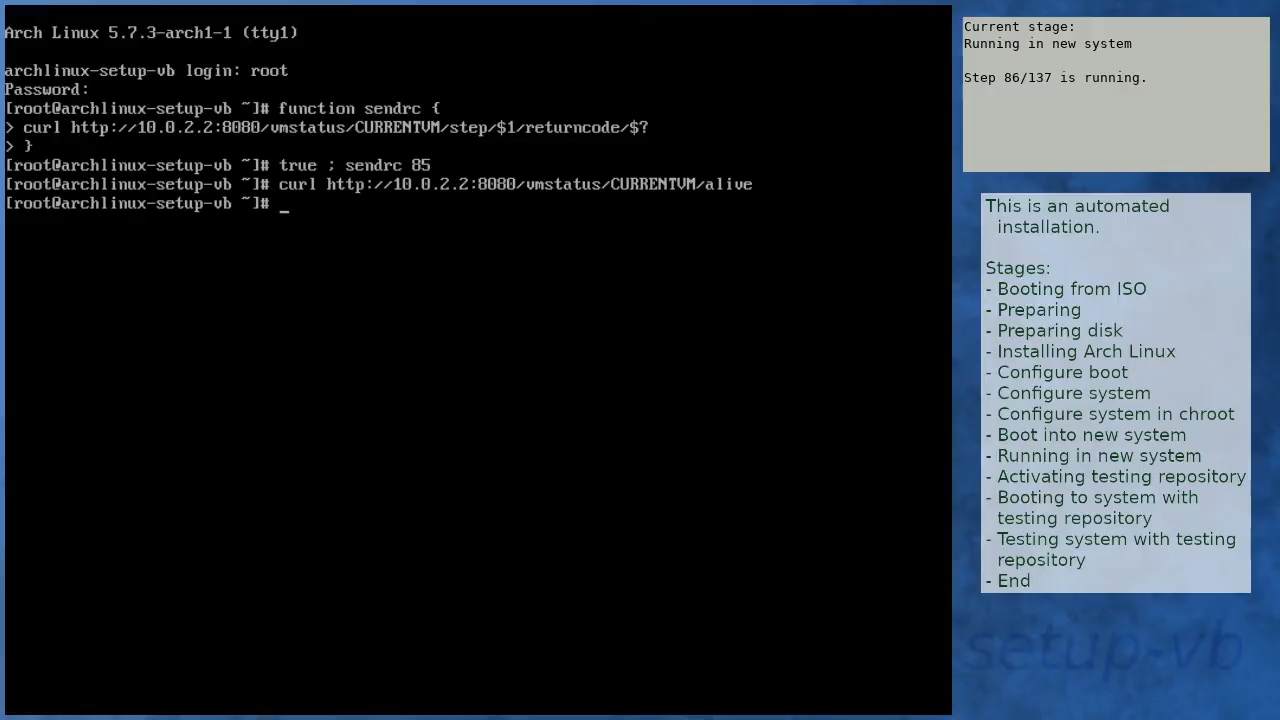 Arch Linux 5.7.3-arch1-1 (tty1)
archlinux-setup-vb login: root
Password:
[root@archlinux-setup-vb ~]# function sendrc {
> curl http://10.0.2.2:8080/vmstatus/CURRENTVM/step/$1/returncode/$?
> }
[root@archlinux-setup-vb ~]# true ; sendrc 85
[root@archlinux-setup-vb ~]# curl http://10.0.2.2:8080/vmstatus/CURRENTVM/alive
[root@archlinux-setup-vb ~]# _
Current stage:
Running in new system
Step 86/137 is running.
This is an automated
installation.
Stages:
- Booting from ISO
- Preparing
- Preparing disk
- Installing Arch Linux
- Configure boot
- Configure system
- Configure system in chroot
- Boot into new system
- Running in new system
- Activating testing repository
- Booting to system with
testing repository
- Testing system with testing
repository
- End
setup-vb